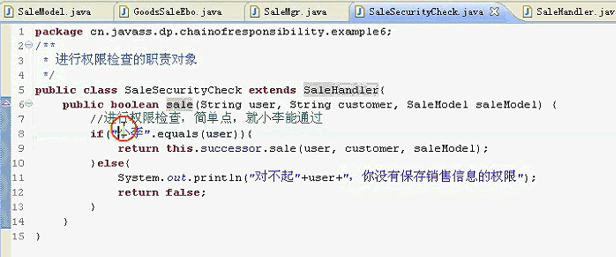 SaleModel.java
GoodsSaleEbo.java
SaleMgr.java
SaleSecurityCheck.java
SaleHandler.java
1 package cn.javass.dp.chainofresponsibility.example6;
2 /**
3 * 进行权限检查的职责对象
4 */
5 public class SaleSecurityCheck extends SaleHandler{
6 public boolean sale(String user, String customer, SaleModel saleModel) {
7 //进行权限检查，简单点，就小李能通过
8 if("小李".equals(user)){
9 return this.successor.sale(user, customer, saleModel);
10 }else{
11 System.out.println("对不起"+user+"，你没有保存销售信息的权限");
12 return false;
13 }
14 }
15 }